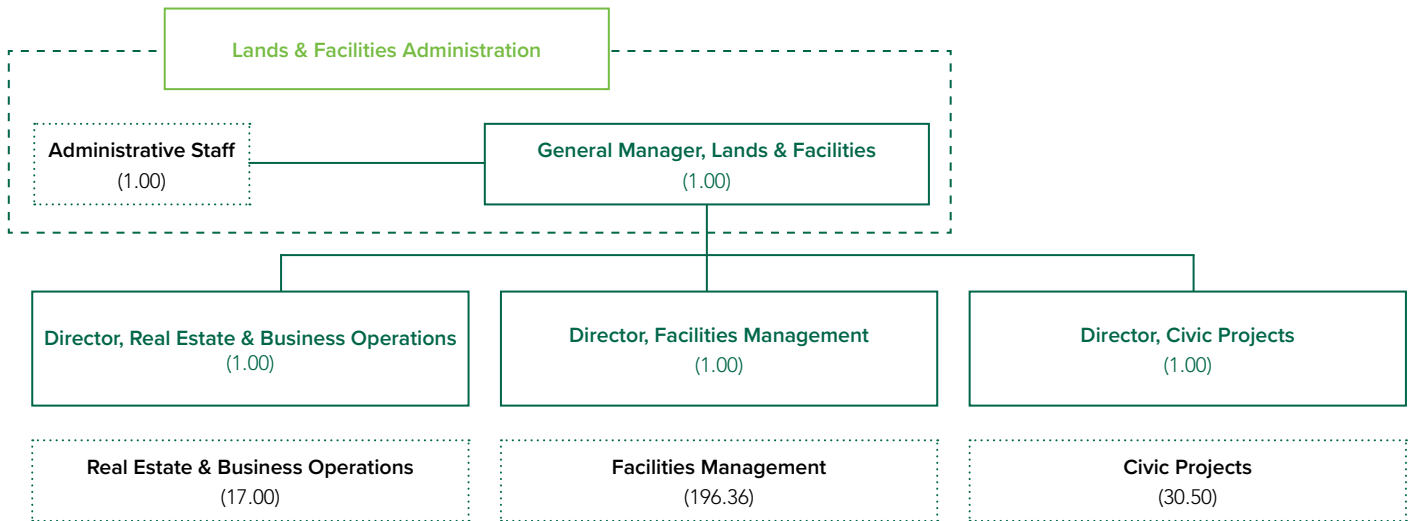 Lands & Facilities Administration
Administrative Staff
(1.00)
General Manager, Lands & Facilities
(1.00)
Director, Real Estate & Business Operations
(1.00)
Director, Facilities Management
(1.00)
Director, Civic Projects
(1.00)
Real Estate & Business Operations
(17.00)
Facilities Management
(196.36)
Civic Projects
(30.50)